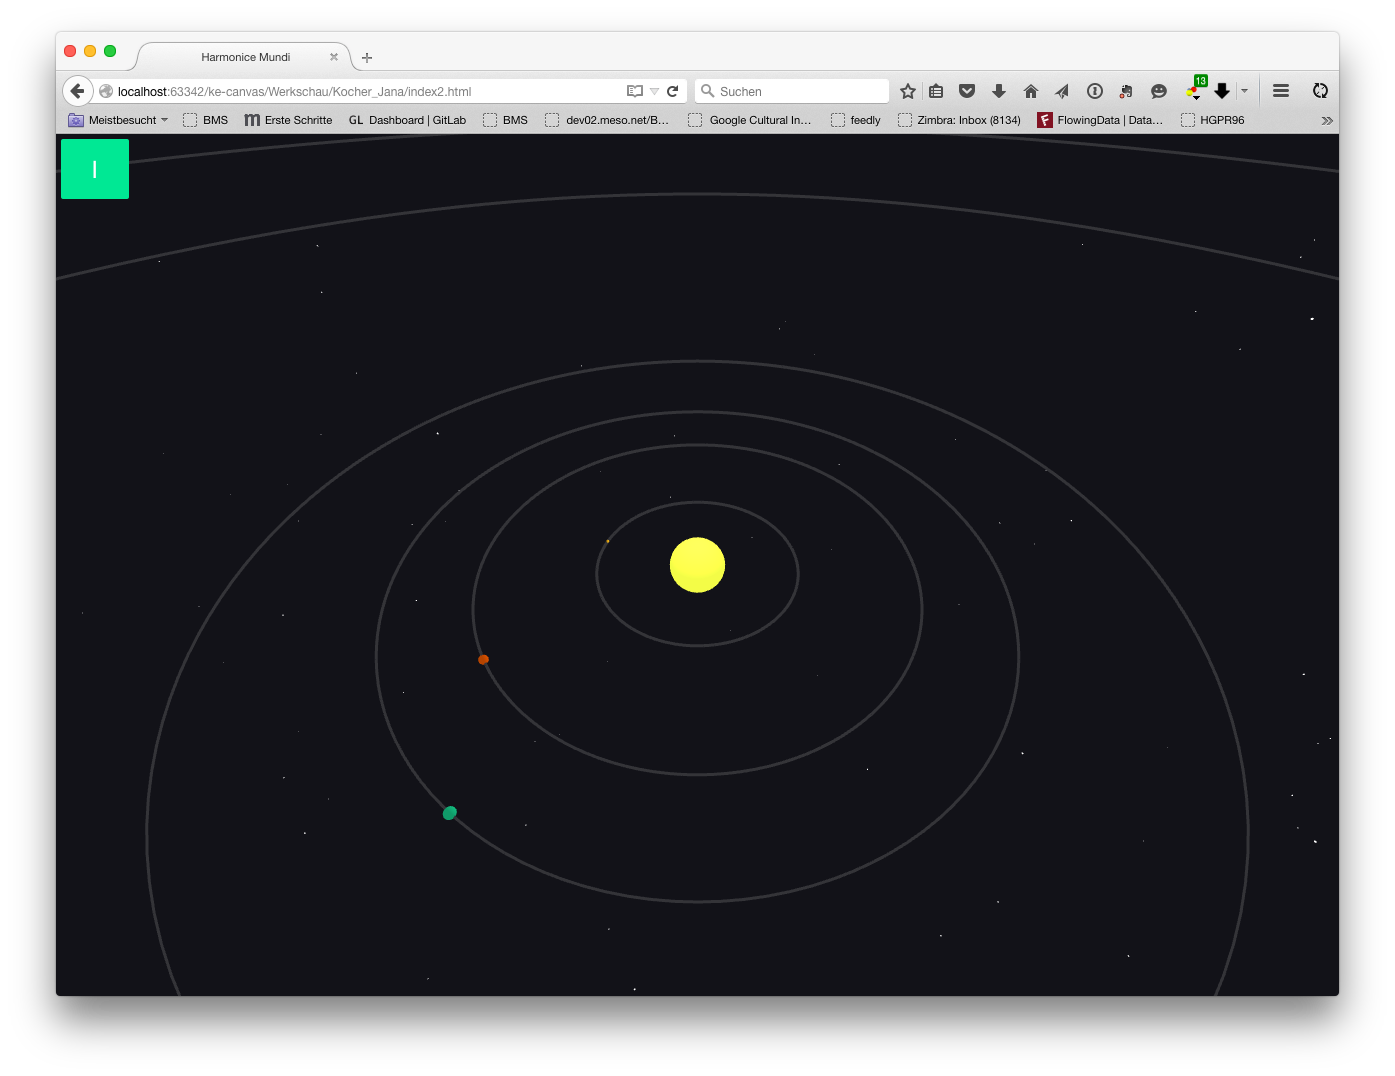 Harmonice Mundi
localhost:63342/ke-canvas/Werkschau/Kocher_Jana/index2.html
Suchen
13
Meistbesucht
BMS
Erste Schritte
GL Dashboard | GitLab
BMS
dev02.meso.net/B...
Google Cultural In...
feedly
Zimbra: Inbox (8134)
F FlowingData | Data...
HGPR96
I